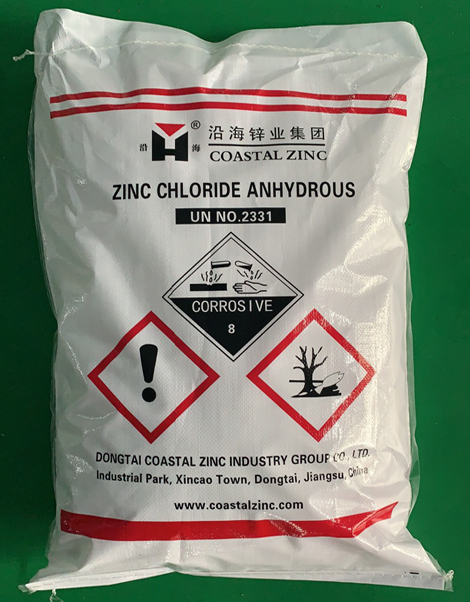 ®
沿海锌业集团
沿 海
COASTAL ZINC
ZINC CHLORIDE ANHYDROUS
UN NO.2331
CORROSIVE
8
DONGTAI COASTAL ZINC INDUSTRY GROUP CO., LTD.
Industrial Park, Xincao Town, Dongtai, Jiangsu, China
www.coastalzinc.com